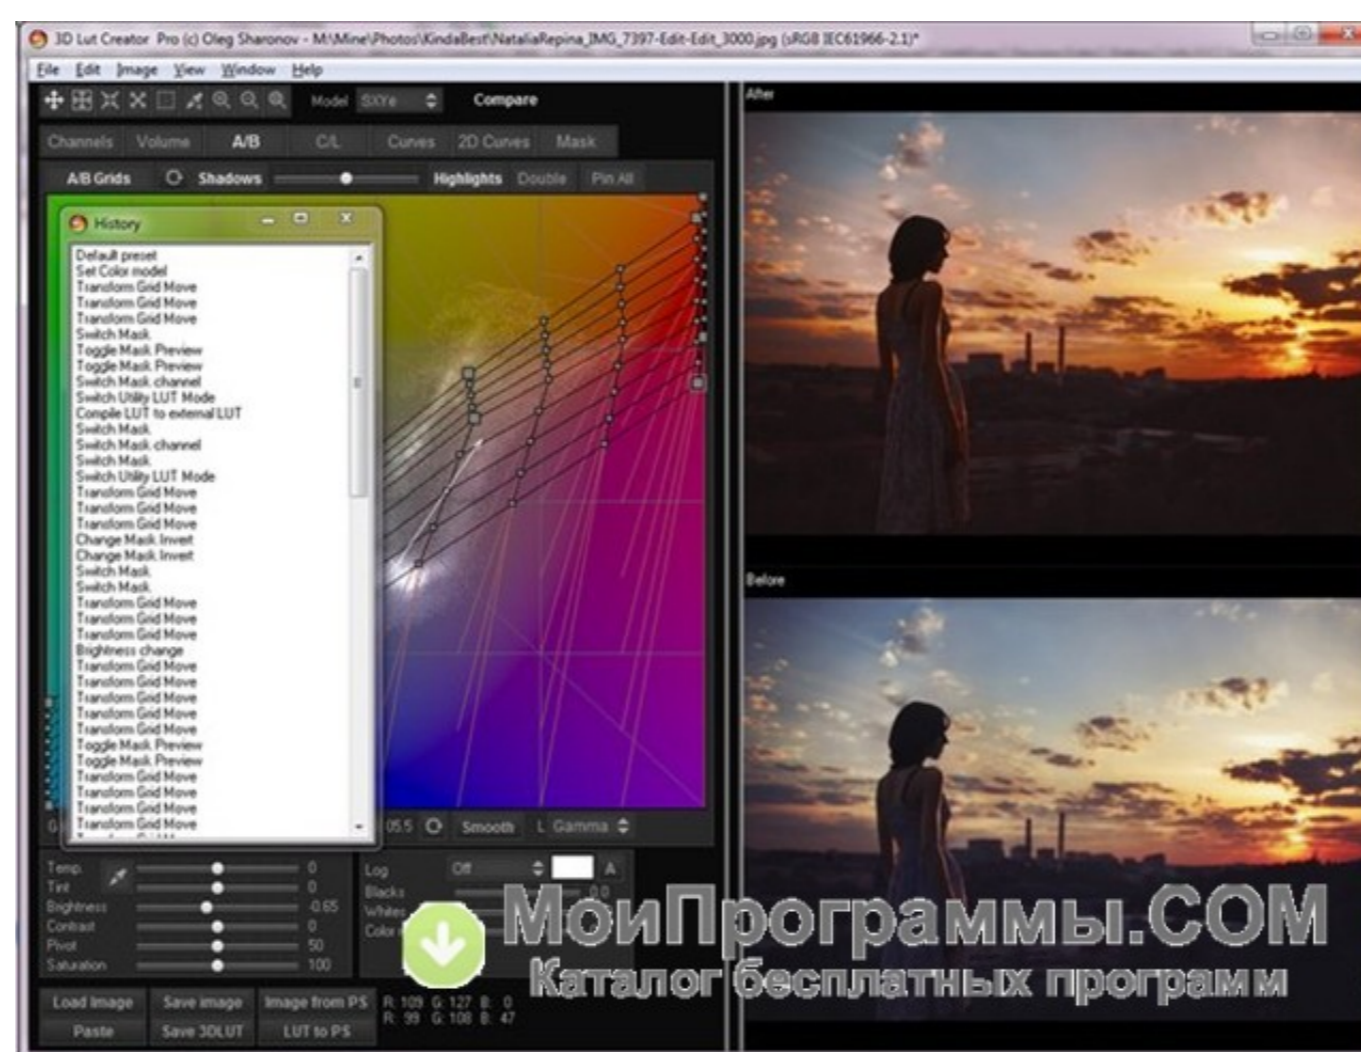 3D Lut Creator Pro (c) Oleg Sharonov - M:\Mine\Photos\KindaBest\NataliaRepina_IMG_7397-Edit-Edit_3000.jpg (sRGB IEC61966-2.1)*
File Edit Image View Window Help
Model SXYe Compare
Channels Volume A/B C/L Curves 2D Curves Mask
A/B Grids Shadows Highlights Double Pin All
History
Default preset
Set Color model
Transform Grid Move
Transform Grid Move
Transform Grid Move
Switch Mask
Toggle Mask Preview
Toggle Mask Preview
Switch Mask channel
Switch Utility LUT Mode
Compile LUT to external LUT
Switch Mask
Switch Mask channel
Switch Mask
Switch Utility LUT Mode
Transform Grid Move
Transform Grid Move
Transform Grid Move
Change Mask Invert
Change Mask Invert
Switch Mask
Switch Mask
Transform Grid Move
Transform Grid Move
Transform Grid Move
Brightness change
Transform Grid Move
Transform Grid Move
Transform Grid Move
Transform Grid Move
Transform Grid Move
Toggle Mask Preview
Toggle Mask Preview
Transform Grid Move
Transform Grid Move
Transform Grid Move
Transform Grid Move
05.5 Smooth L Gamma
Temp. 0
Tint 0
Brightness -0.65
Contrast 0
Pivot 50
Saturation 100
Log Off A
Blacks 0.0
Whites
Color
Load Image Save image Image from PS
Paste Save 3DLUT LUT to PS
R: 109 G: 127 B: 0
R: 99 G: 108 B: 47
After
Before
МоиПрограммы.COM
Каталог бесплатных программ